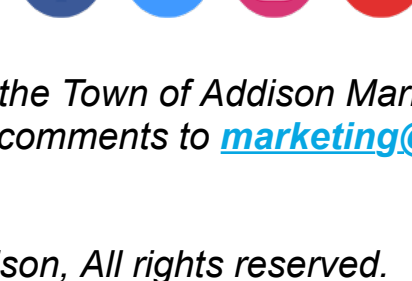 the Town of Addison Mar
comments to marketing@
son, All rights reserved.